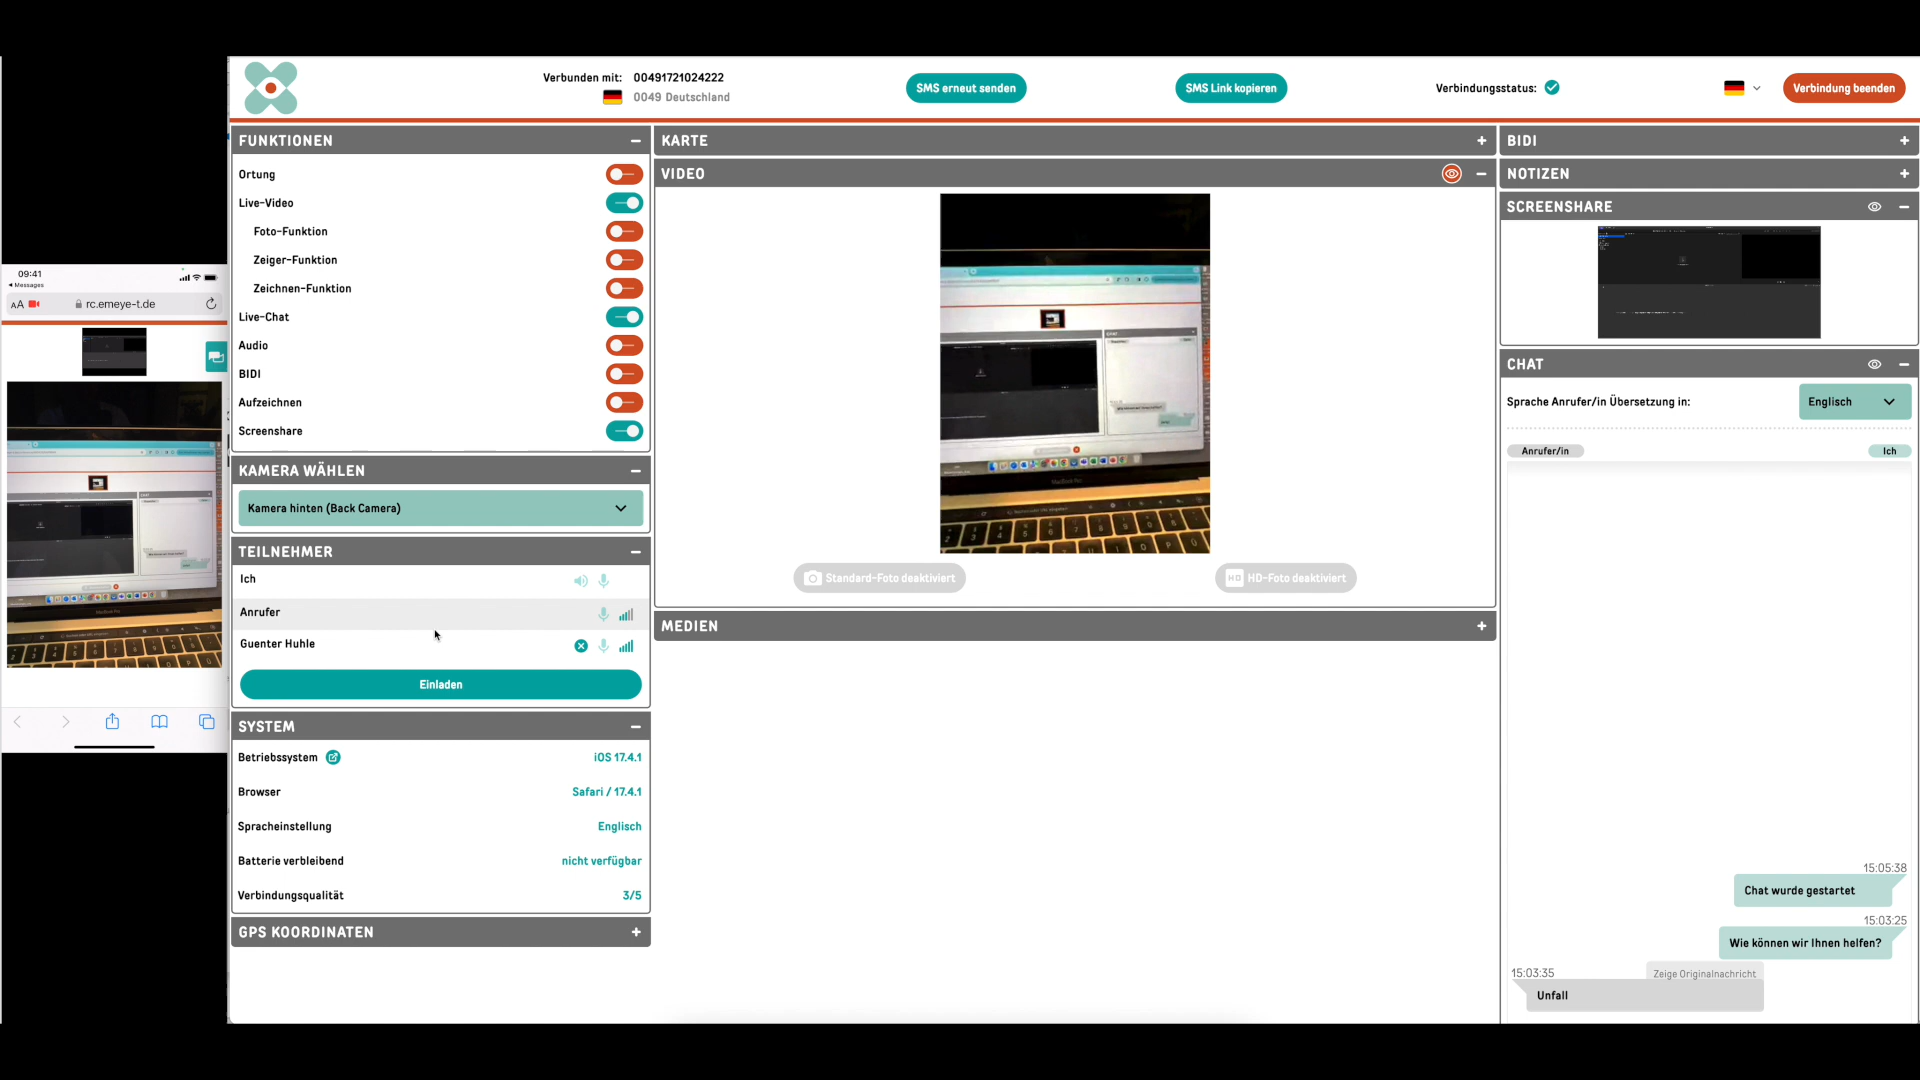 09:41
◂ Messages
AA
rc.emeye-t.de
Verbunden mit: 00491721024222
0049 Deutschland
SMS erneut senden
SMS Link kopieren
Verbindungsstatus:
Verbindung beenden
FUNKTIONEN
Ortung
Live-Video
Foto-Funktion
Zeiger-Funktion
Zeichnen-Funktion
Live-Chat
Audio
BIDI
Aufzeichnen
Screenshare
KAMERA WÄHLEN
Kamera hinten (Back Camera)
TEILNEHMER
Ich
Anrufer
Guenter Huhle
Einladen
SYSTEM
Betriebssystem iOS 17.4.1
Browser Safari / 17.4.1
Spracheinstellung Englisch
Batterie verbleibend nicht verfügbar
Verbindungsqualität 3/5
GPS KOORDINATEN
KARTE
VIDEO
MacBook Pro
Standard-Foto deaktiviert
HD HD-Foto deaktiviert
MEDIEN
BIDI
NOTIZEN
SCREENSHARE
CHAT
Sprache Anrufer/in Übersetzung in: Englisch
Anrufer/in Ich
15:05:38
Chat wurde gestartet
15:03:25
Wie können wir Ihnen helfen?
15:03:35 Zeige Originalnachricht
Unfall